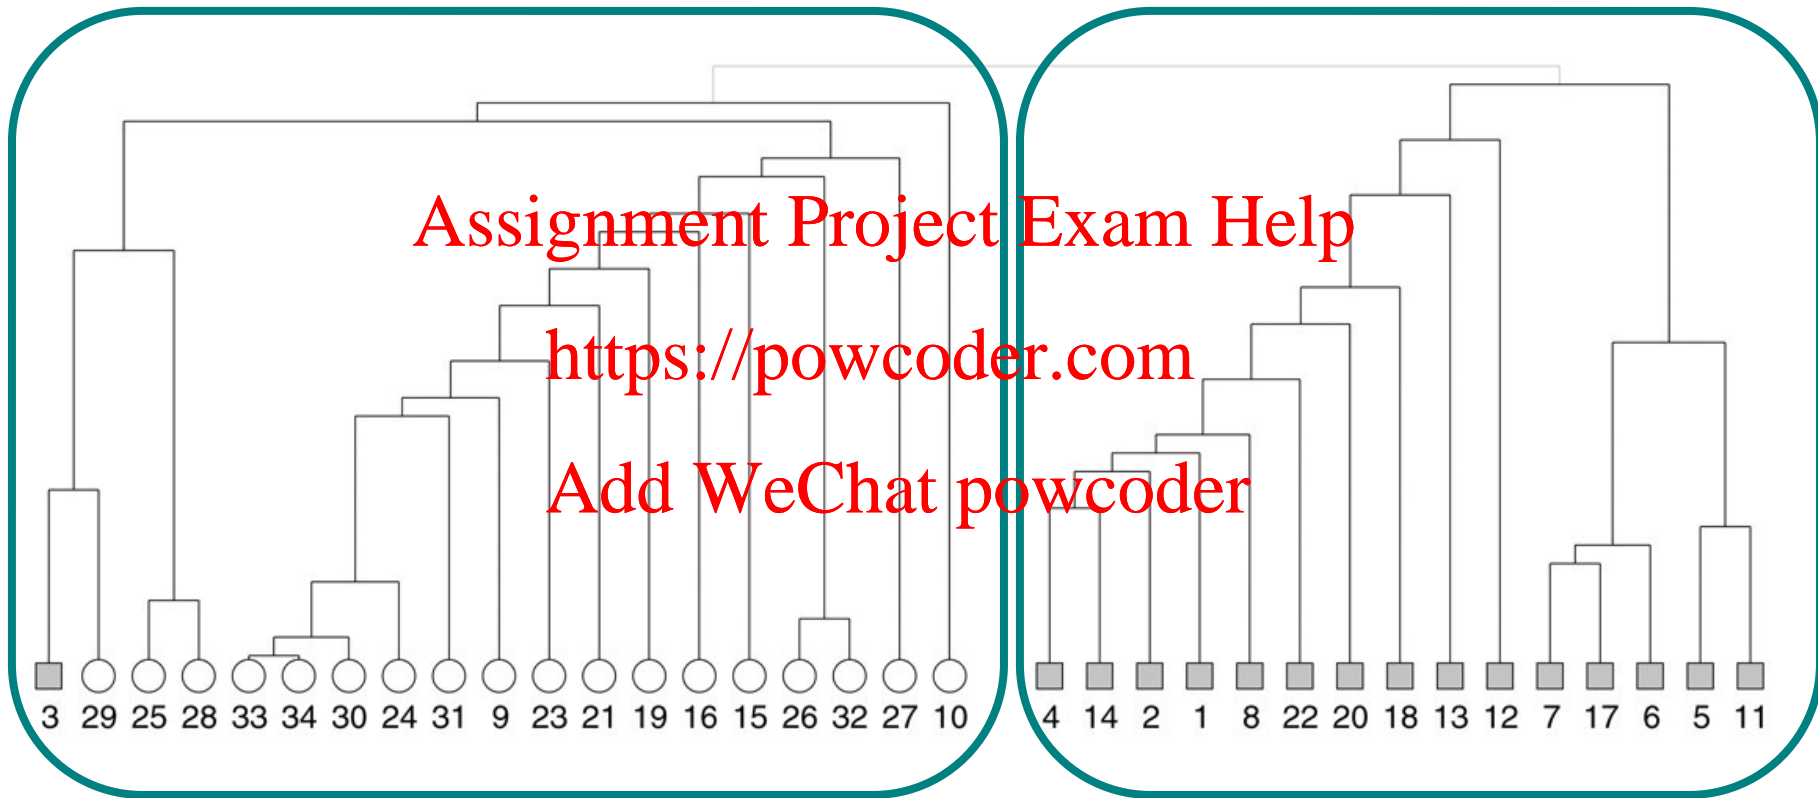 Assignment Project Exam Help
https://powcoder.com
Add WeChat powcoder
3 29 25 28 33 34 30 24 31 9 23 21 19 16 15 26 32 27 10 4 14 2 1 8 22 20 18 13 12 7 17 6 5 11